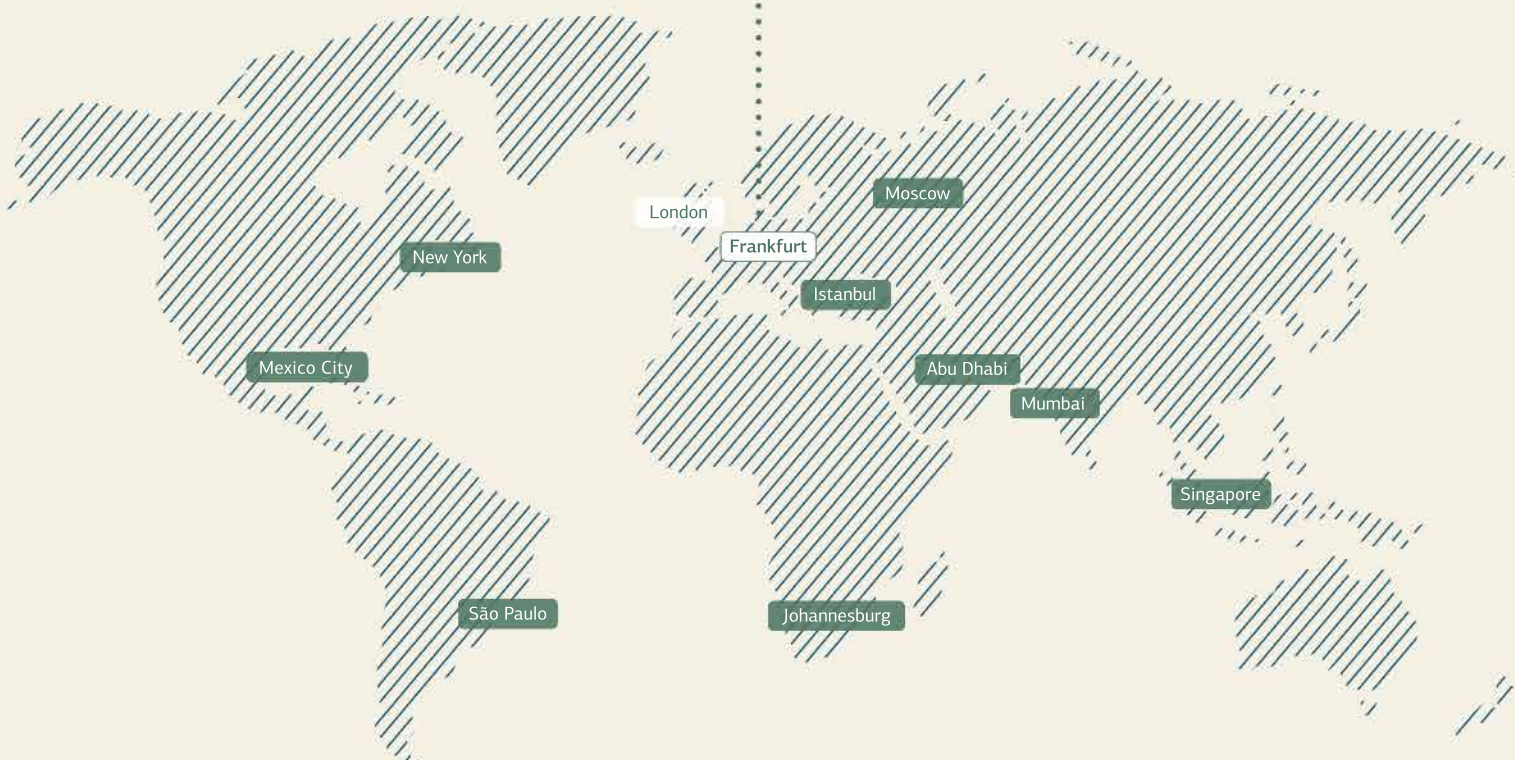 Moscow
London
Frankfurt
New York
Istanbul
Mexico City
Abu Dhabi
Mumbai
Singapore
São Paulo
Johannesburg